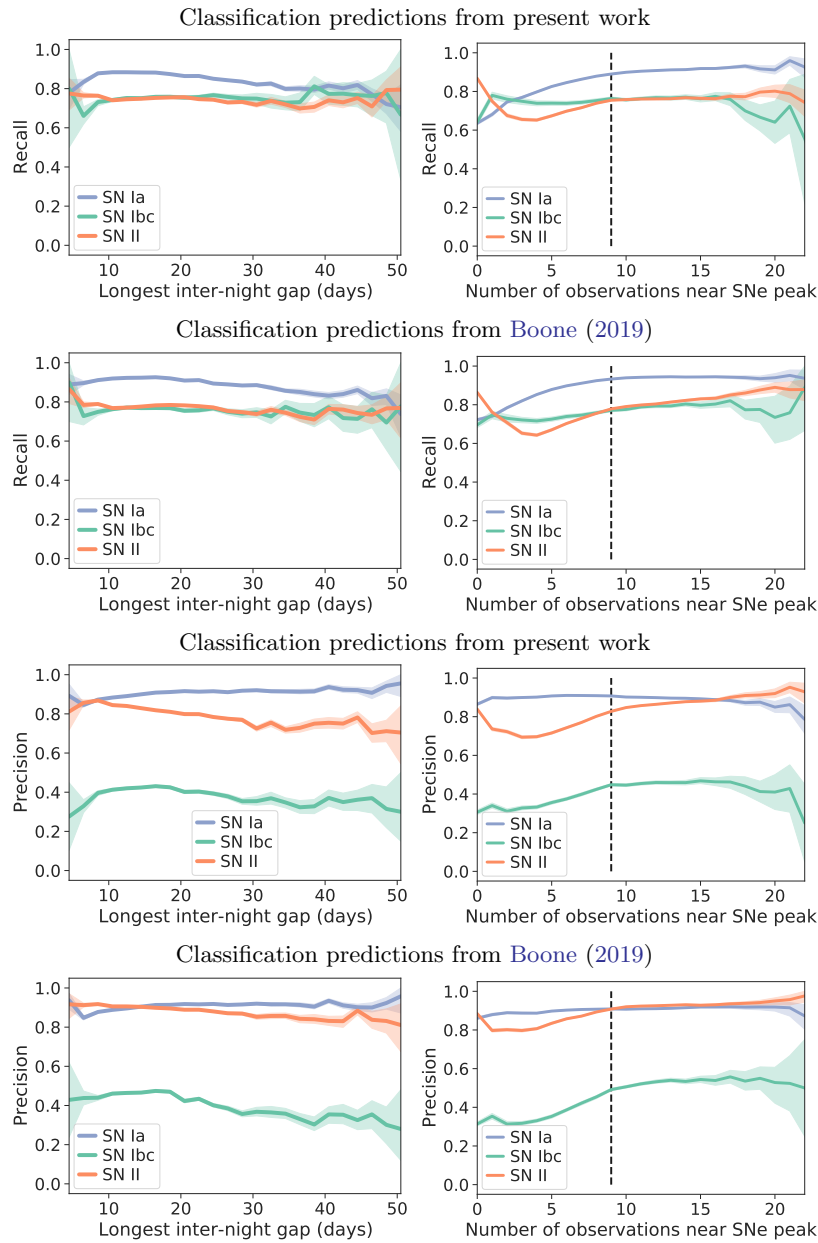 Classification predictions from present work
1.0
0.8
0.6
0.4
0.2
0.0
Recall
SN Ia
SN Ibc
SN II
10 20 30 40 50
Longest inter-night gap (days)
1.0
0.8
0.6
0.4
0.2
0.0
Recall
SN Ia
SN Ibc
SN II
0 5 10 15 20
Number of observations near SNe peak
Classification predictions from Boone (2019)
1.0
0.8
0.6
0.4
0.2
0.0
Recall
SN Ia
SN Ibc
SN II
10 20 30 40 50
Longest inter-night gap (days)
1.0
0.8
0.6
0.4
0.2
0.0
Recall
SN Ia
SN Ibc
SN II
0 5 10 15 20
Number of observations near SNe peak
Classification predictions from present work
1.0
0.8
0.6
0.4
0.2
0.0
Precision
SN Ia
SN Ibc
SN II
10 20 30 40 50
Longest inter-night gap (days)
1.0
0.8
0.6
0.4
0.2
0.0
Precision
SN Ia
SN Ibc
SN II
0 5 10 15 20
Number of observations near SNe peak
Classification predictions from Boone (2019)
1.0
0.8
0.6
0.4
0.2
0.0
Precision
SN Ia
SN Ibc
SN II
10 20 30 40 50
Longest inter-night gap (days)
1.0
0.8
0.6
0.4
0.2
0.0
Precision
SN Ia
SN Ibc
SN II
0 5 10 15 20
Number of observations near SNe peak